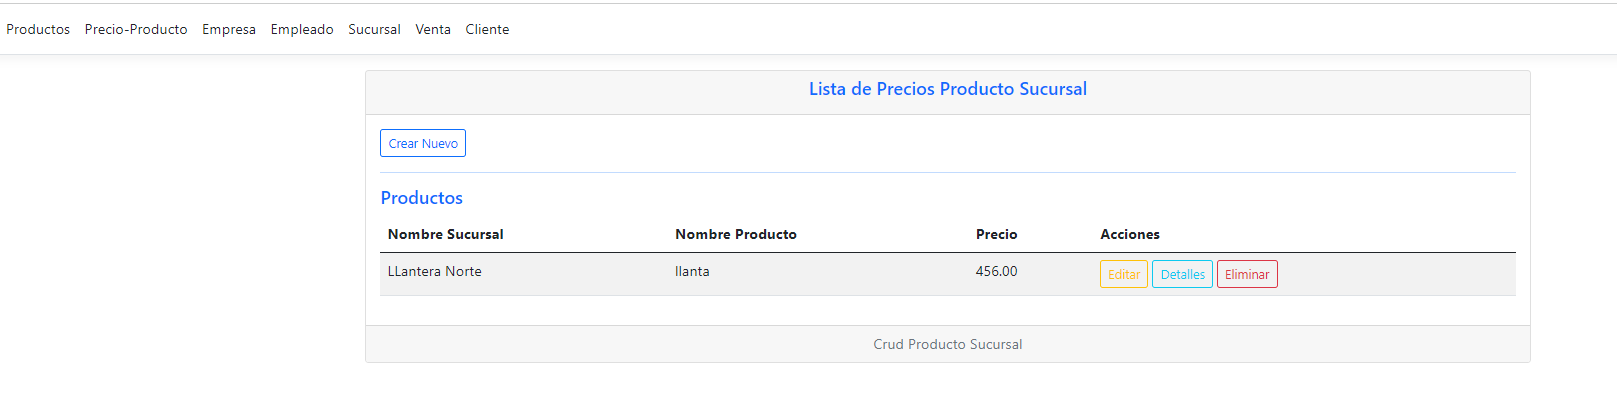 Productos Precio-Producto Empresa Empleado Sucursal Venta Cliente
Lista de Precios Producto Sucursal
Crear Nuevo
Productos
Nombre Sucursal Nombre Producto Precio Acciones
LLantera Norte llanta 456.00 Editar Detalles Eliminar
Crud Producto Sucursal